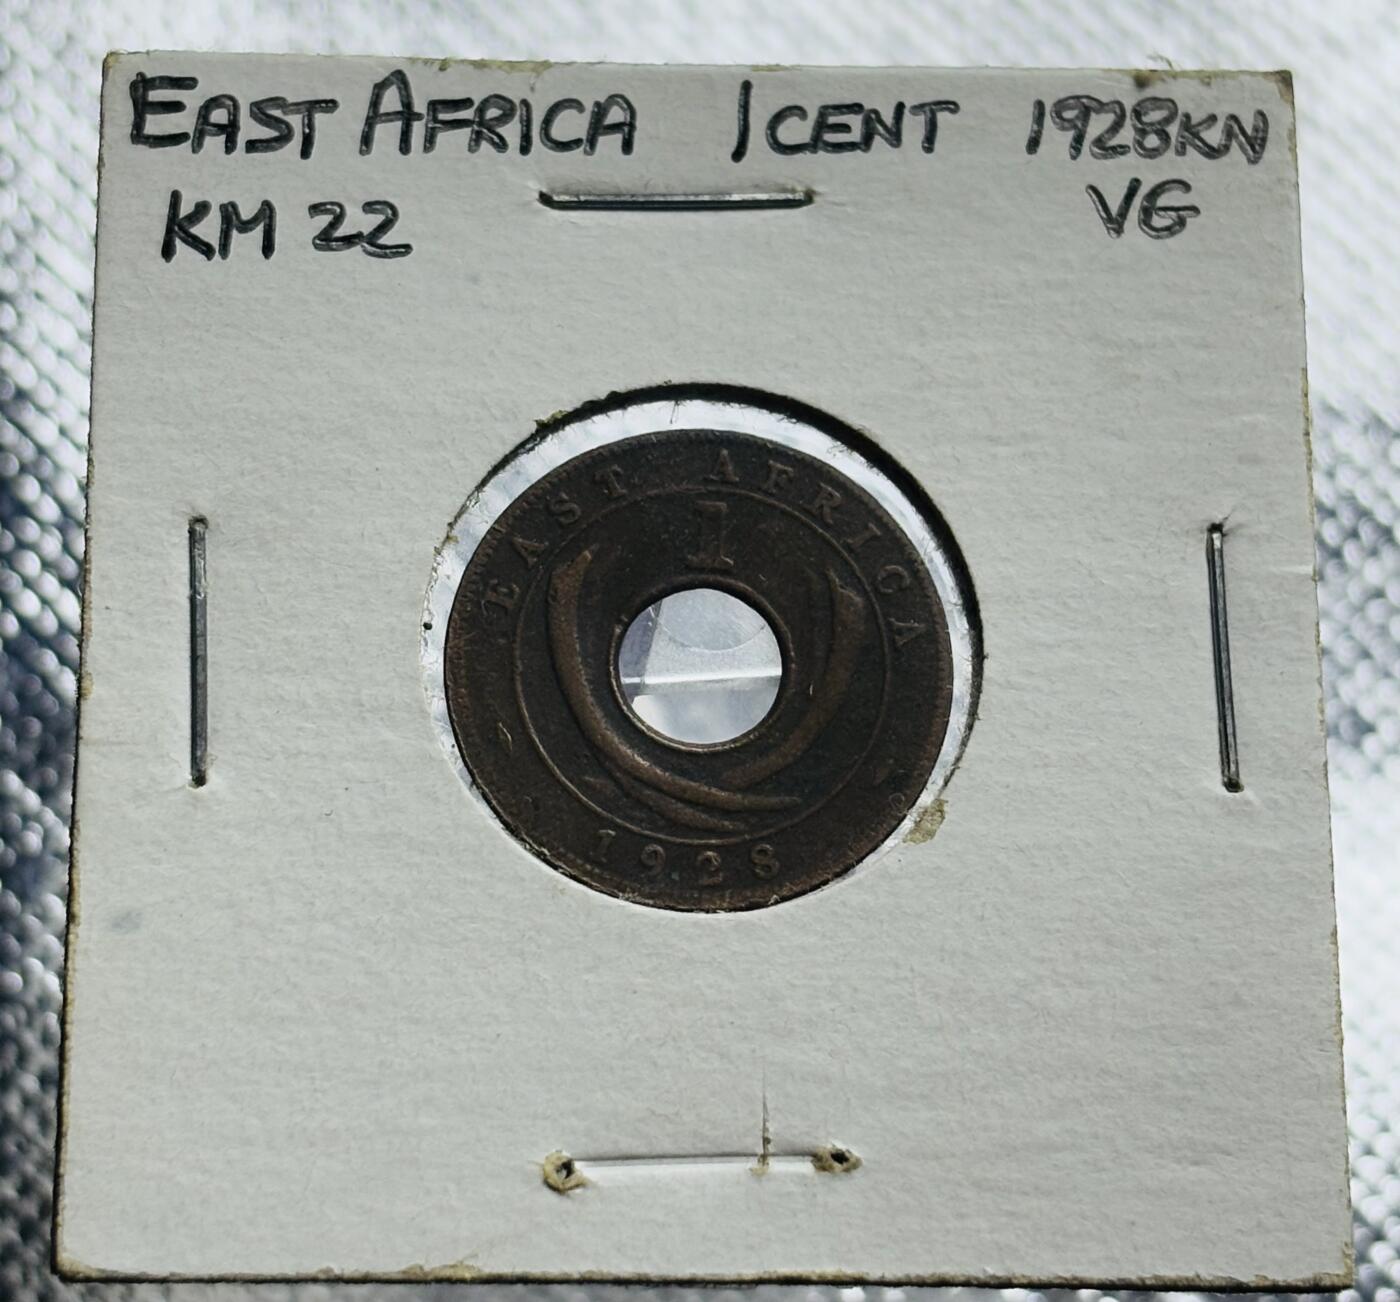 EAST AFRICA 1 CENT 1928KN
KM 22 VG
EAST AFRICA
1
1928